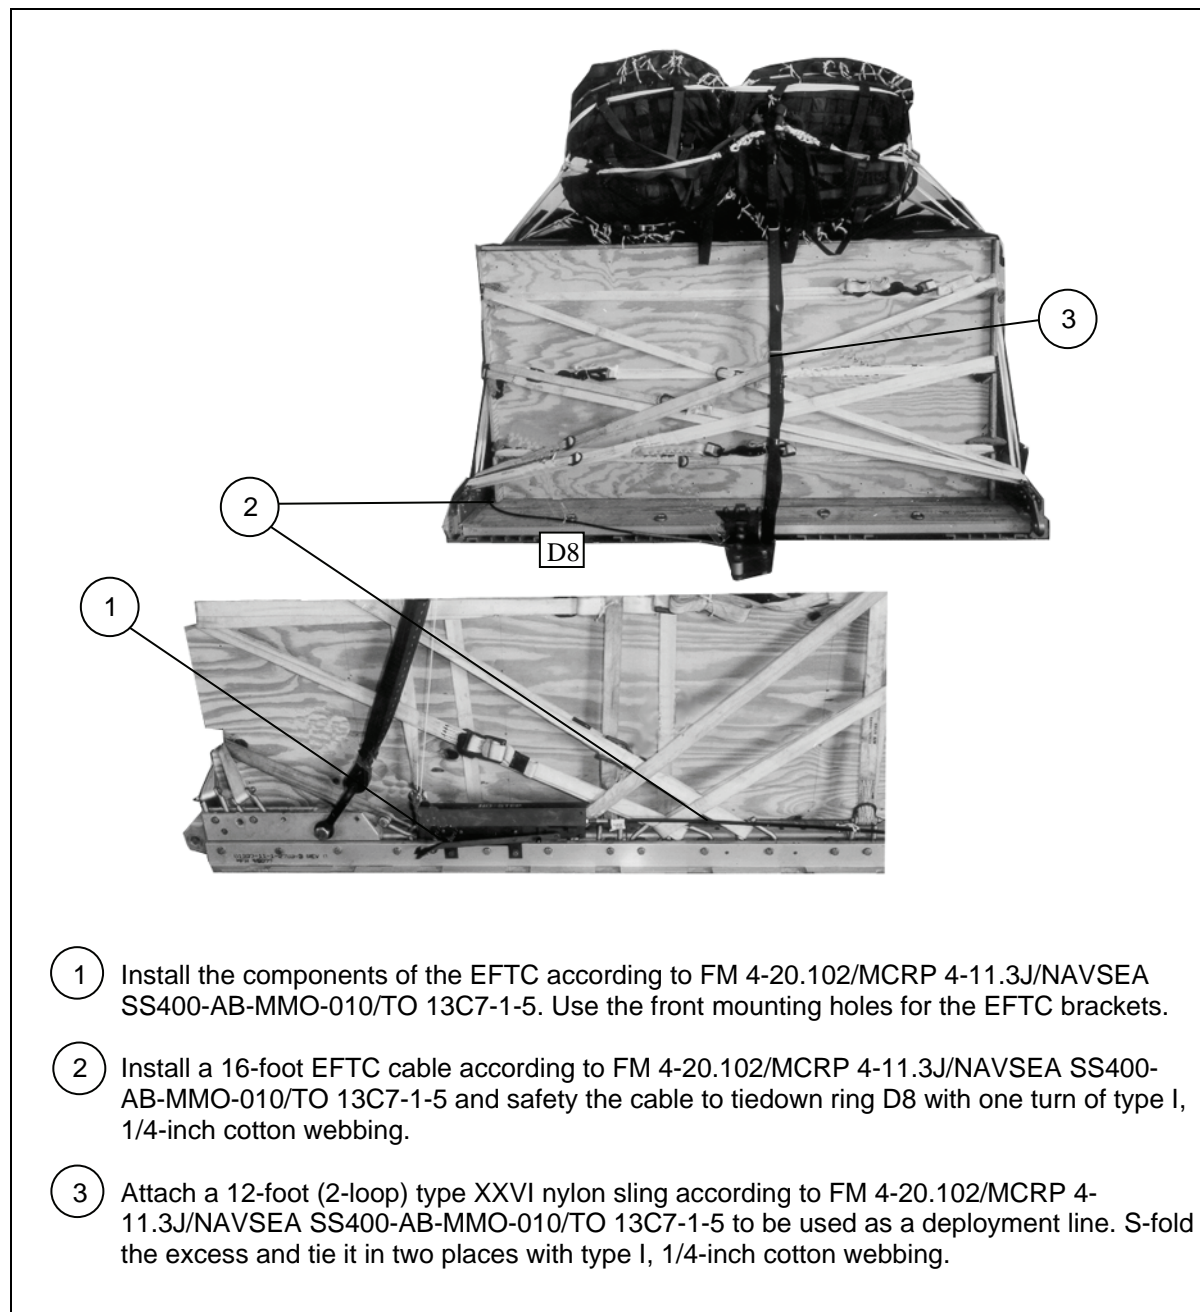 3
2
D8
1
1 Install the components of the EFTC according to FM 4-20.102/MCRP 4-11.3J/NAVSEA
SS400-AB-MMO-010/TO 13C7-1-5. Use the front mounting holes for the EFTC brackets.
2 Install a 16-foot EFTC cable according to FM 4-20.102/MCRP 4-11.3J/NAVSEA SS400-
AB-MMO-010/TO 13C7-1-5 and safety the cable to tiedown ring D8 with one turn of type I,
1/4-inch cotton webbing.
3 Attach a 12-foot (2-loop) type XXVI nylon sling according to FM 4-20.102/MCRP 4-
11.3J/NAVSEA SS400-AB-MMO-010/TO 13C7-1-5 to be used as a deployment line. S-fold
the excess and tie it in two places with type I, 1/4-inch cotton webbing.